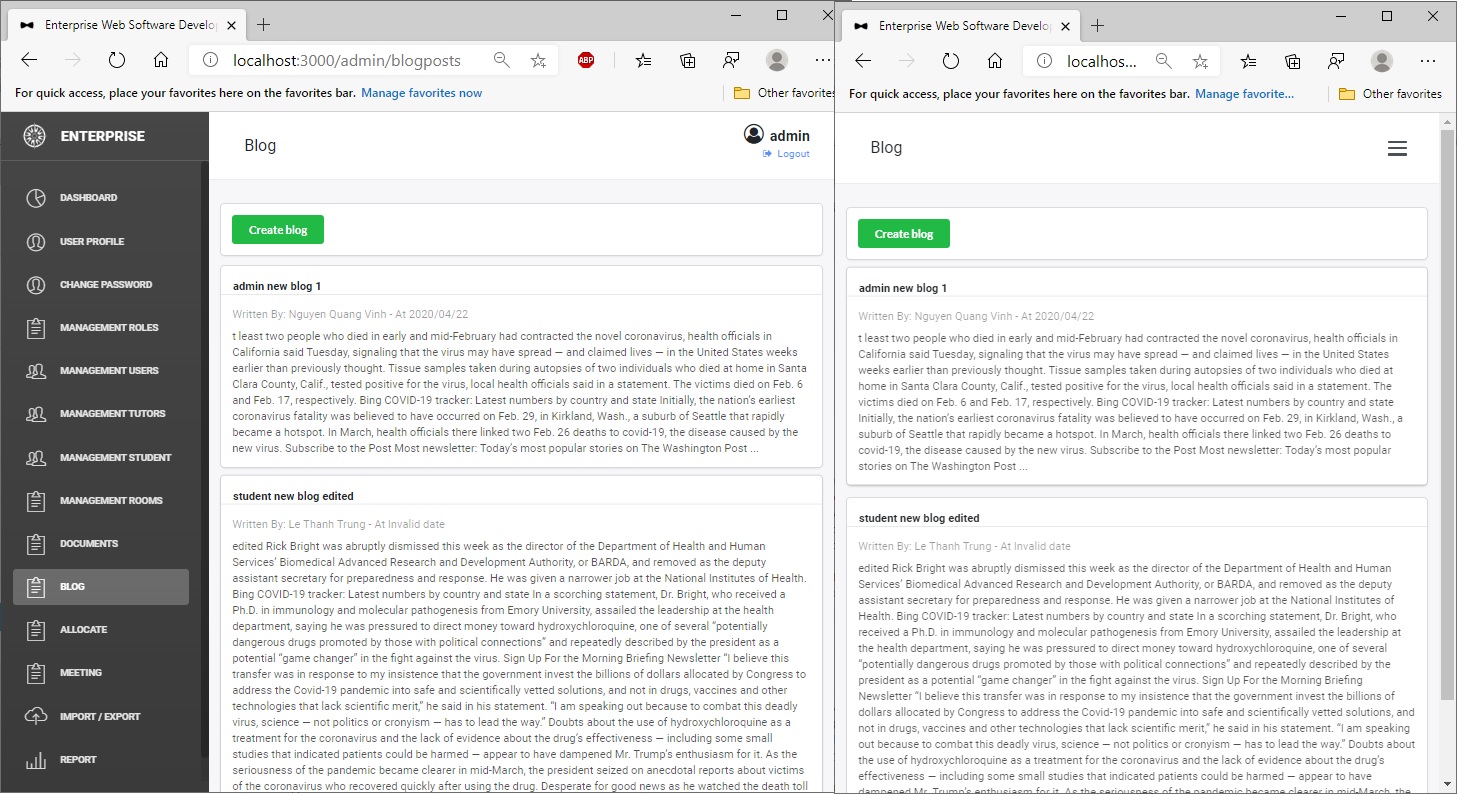 Enterprise Web Software Develo
localhost:3000/admin/blogposts
ABP
For quick access, place your favorites here on the favorites bar. Manage favorites now
Other favorites
ENTERPRISE
DASHBOARD
USER PROFILE
CHANGE PASSWORD
MANAGEMENT ROLES
MANAGEMENT USERS
MANAGEMENT TUTORS
MANAGEMENT STUDENT
MANAGEMENT ROOMS
DOCUMENTS
BLOG
ALLOCATE
MEETING
IMPORT / EXPORT
REPORT
Blog
admin
Logout
Create blog
admin new blog 1
Written By: Nguyen Quang Vinh - At 2020/04/22
t least two people who died in early and mid-February had contracted the novel coronavirus, health officials in
California said Tuesday, signaling that the virus may have spread — and claimed lives — in the United States weeks
earlier than previously thought. Tissue samples taken during autopsies of two individuals who died at home in Santa
Clara County, Calif., tested positive for the virus, local health officials said in a statement. The victims died on Feb. 6
and Feb. 17, respectively. Bing COVID-19 tracker: Latest numbers by country and state Initially, the nation’s earliest
coronavirus fatality was believed to have occurred on Feb. 29, in Kirkland, Wash., a suburb of Seattle that rapidly
became a hotspot. In March, health officials there linked two Feb. 26 deaths to covid-19, the disease caused by the
new virus. Subscribe to the Post Most newsletter: Today’s most popular stories on The Washington Post ...
student new blog edited
Written By: Le Thanh Trung - At Invalid date
edited Rick Bright was abruptly dismissed this week as the director of the Department of Health and Human
Services’ Biomedical Advanced Research and Development Authority, or BARDA, and removed as the deputy
assistant secretary for preparedness and response. He was given a narrower job at the National Institutes of Health.
Bing COVID-19 tracker: Latest numbers by country and state In a scorching statement, Dr. Bright, who received a
Ph.D. in immunology and molecular pathogenesis from Emory University, assailed the leadership at the health
department, saying he was pressured to direct money toward hydroxychloroquine, one of several “potentially
dangerous drugs promoted by those with political connections” and repeatedly described by the president as a
potential “game changer” in the fight against the virus. Sign Up For the Morning Briefing Newsletter “I believe this
transfer was in response to my insistence that the government invest the billions of dollars allocated by Congress to
address the Covid-19 pandemic into safe and scientifically vetted solutions, and not in drugs, vaccines and other
technologies that lack scientific merit,” he said in his statement. “I am speaking out because to combat this deadly
virus, science — not politics or cronyism — has to lead the way.” Doubts about the use of hydroxychloroquine as a
treatment for the coronavirus and the lack of evidence about the drug’s effectiveness — including some small
studies that indicated patients could be harmed — appear to have dampened Mr. Trump’s enthusiasm for it. As the
seriousness of the pandemic became clearer in mid-March, the president seized on anecdotal reports about victims
of the coronavirus who recovered quickly after using the drug. Desperate for good news as he watched the death toll
Enterprise Web Software Develo
localhos...
For quick access, place your favorites here on the favorites bar. Manage favorite...
Other favorites
Blog
Create blog
admin new blog 1
Written By: Nguyen Quang Vinh - At 2020/04/22
t least two people who died in early and mid-February had contracted the novel coronavirus, health officials in
California said Tuesday, signaling that the virus may have spread — and claimed lives — in the United States
weeks earlier than previously thought. Tissue samples taken during autopsies of two individuals who died at
home in Santa Clara County, Calif., tested positive for the virus, local health officials said in a statement. The
victims died on Feb. 6 and Feb. 17, respectively. Bing COVID-19 tracker: Latest numbers by country and state
Initially, the nation’s earliest coronavirus fatality was believed to have occurred on Feb. 29, in Kirkland, Wash., a
suburb of Seattle that rapidly became a hotspot. In March, health officials there linked two Feb. 26 deaths to
covid-19, the disease caused by the new virus. Subscribe to the Post Most newsletter: Today’s most popular
stories on The Washington Post ...
student new blog edited
Written By: Le Thanh Trung - At Invalid date
edited Rick Bright was abruptly dismissed this week as the director of the Department of Health and Human
Services’ Biomedical Advanced Research and Development Authority, or BARDA, and removed as the deputy
assistant secretary for preparedness and response. He was given a narrower job at the National Institutes of
Health. Bing COVID-19 tracker: Latest numbers by country and state In a scorching statement, Dr. Bright, who
received a Ph.D. in immunology and molecular pathogenesis from Emory University, assailed the leadership at
the health department, saying he was pressured to direct money toward hydroxychloroquine, one of several
“potentially dangerous drugs promoted by those with political connections” and repeatedly described by the
president as a potential “game changer” in the fight against the virus. Sign Up For the Morning Briefing
Newsletter “I believe this transfer was in response to my insistence that the government invest the billions of
dollars allocated by Congress to address the Covid-19 pandemic into safe and scientifically vetted solutions, and
not in drugs, vaccines and other technologies that lack scientific merit,” he said in his statement. “I am speaking
out because to combat this deadly virus, science — not politics or cronyism — has to lead the way.” Doubts about
the use of hydroxychloroquine as a treatment for the coronavirus and the lack of evidence about the drug’s
effectiveness — including some small studies that indicated patients could be harmed — appear to have
dampened Mr. Trump’s enthusiasm for it. As the seriousness of the pandemic became clearer in mid-March, the